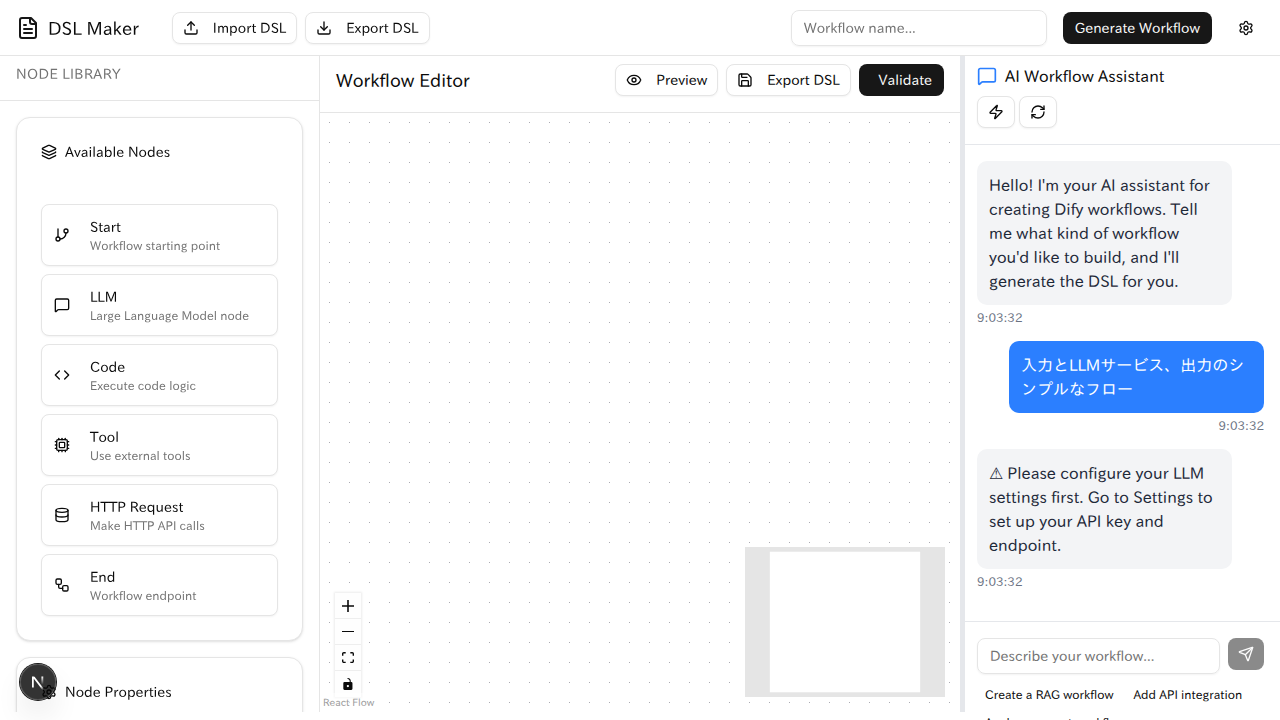 DSL Maker
Import DSL
Export DSL
Workflow name...
Generate Workflow
NODE LIBRARY
Available Nodes
Start
Workflow starting point
LLM
Large Language Model node
Code
Execute code logic
Tool
Use external tools
HTTP Request
Make HTTP API calls
End
Workflow endpoint
Node Properties
N
Workflow Editor
Preview
Export DSL
Validate
React Flow
AI Workflow Assistant
Hello! I'm your AI assistant for
creating Dify workflows. Tell
me what kind of workflow
you'd like to build, and I'll
generate the DSL for you.
9:03:32
入力とLLMサービス、出力のシ
ンプルなフロー
9:03:32
⚠ Please configure your LLM
settings first. Go to Settings to
set up your API key and
endpoint.
9:03:32
Describe your workflow...
Create a RAG workflow
Add API integration